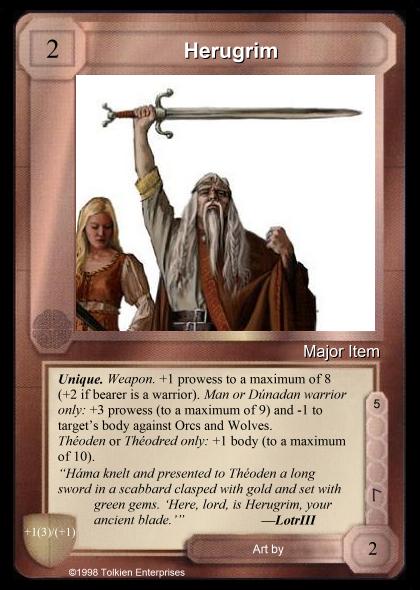 2
Herugrim
Major Item
Unique. Weapon. +1 prowess to a maximum of 8
(+2 if bearer is a warrior). Man or Dúnadan warrior
only: +3 prowess (to a maximum of 9) and -1 to
target's body against Orcs and Wolves.
Théoden or Théodred only: +1 body (to a maximum
of 10).
“Háma knelt and presented to Théoden a long
sword in a scabbard clasped with gold and set with
green gems. ‘Here, lord, is Herugrim, your
ancient blade.’” —LotrIII
5
+1(3)/(+1)
Art by
2
©1998 Tolkien Enterprises